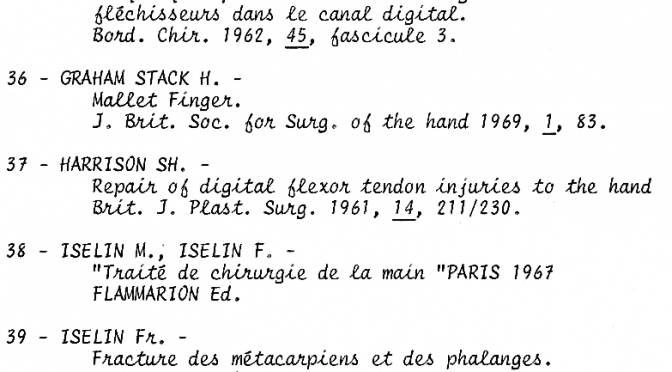 fléchisseurs dans le canal digital.
Bord. Chir. 1962, 45, fascicule 3.
36 - GRAHAM STACK H. -
Mallet Finger.
J. Brit. Soc. for Surg. of the hand 1969, 1, 83.
37 - HARRISON SH. -
Repair of digital flexor tendon injuries to the hand
Brit. J. Plast. Surg. 1961, 14, 211/230.
38 - ISELIN M., ISELIN F. -
"Traité de chirurgie de la main "PARIS 1967
FLAMMARION Ed.
39 - ISELIN Fr. -
Fracture des métacarpiens et des phalanges.